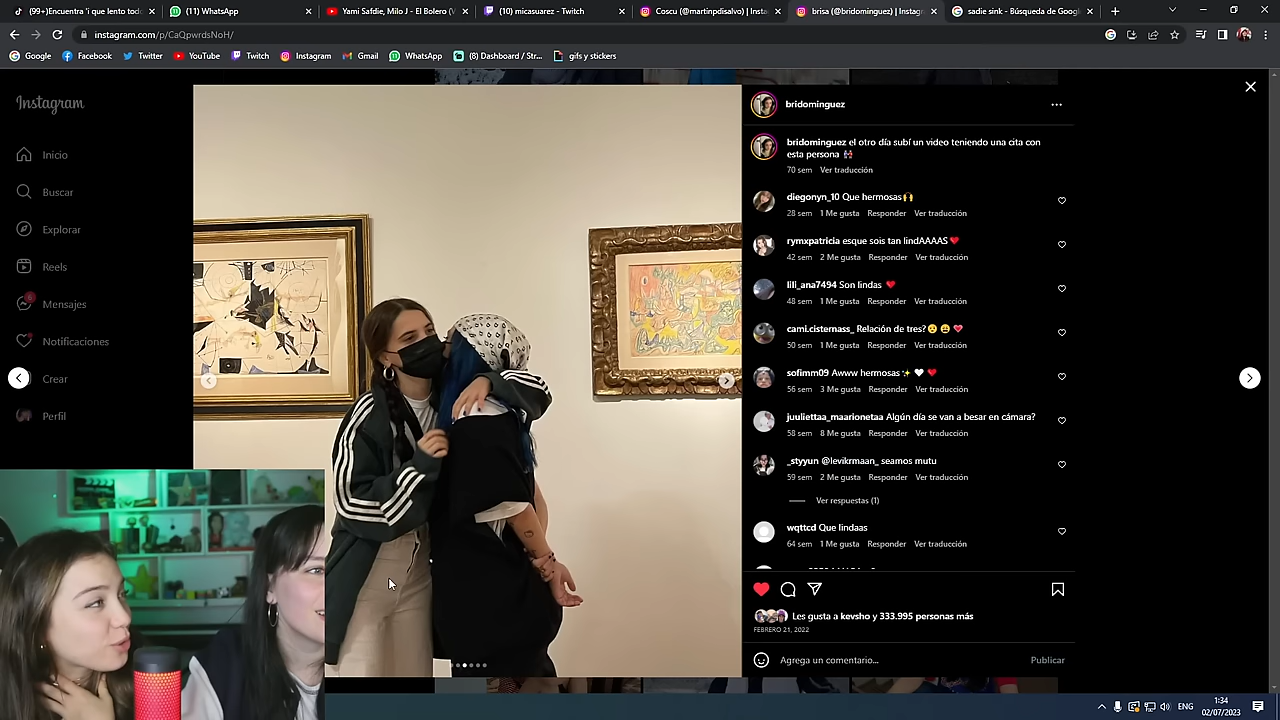 (99+) Encuentra 'i que lento todo
(11) WhatsApp
Yami Safdie, Milo J - El Bolero (V
(10) micasuarez - Twitch
Coscu (@martinpdisalvo) | Instag
brisa (@bridominguez) | Instag
sadie sink - Búsqueda de Googl
instagram.com/p/CaQpwrdsNoH/
Google
Facebook
Twitter
YouTube
Twitch
Instagram
Gmail
WhatsApp
(8) Dashboard / Str...
gifs y stickers
Instagram
Inicio
Buscar
Explorar
Reels
Mensajes
Notificaciones
Crear
Perfil
bridominguez
bridominguez el otro día subí un video teniendo una cita con
esta persona
70 sem Ver traducción
diegonyn_10 Que hermosas
28 sem 1 Me gusta Responder Ver traducción
rymxpatricia esque sois tan lindAAAAS
42 sem 2 Me gusta Responder Ver traducción
lili_ana7494 Son lindas
48 sem 1 Me gusta Responder Ver traducción
cami.cisternass_ Relación de tres?
50 sem 1 Me gusta Responder Ver traducción
sofimm09 Awww hermosas
56 sem 3 Me gusta Responder Ver traducción
juuliettaa_maarionetaa Algún día se van a besar en cámara?
58 sem 8 Me gusta Responder Ver traducción
_styyun @levikrmaan_ seamos mutu
59 sem 2 Me gusta Responder Ver traducción
Ver respuestas (1)
wqttcd Que lindaas
64 sem 1 Me gusta Responder Ver traducción
Les gusta a kevsho y 333.995 personas más
FEBRERO 21, 2022
Agrega un comentario...
Publicar
ENG
1:34
02/07/2023